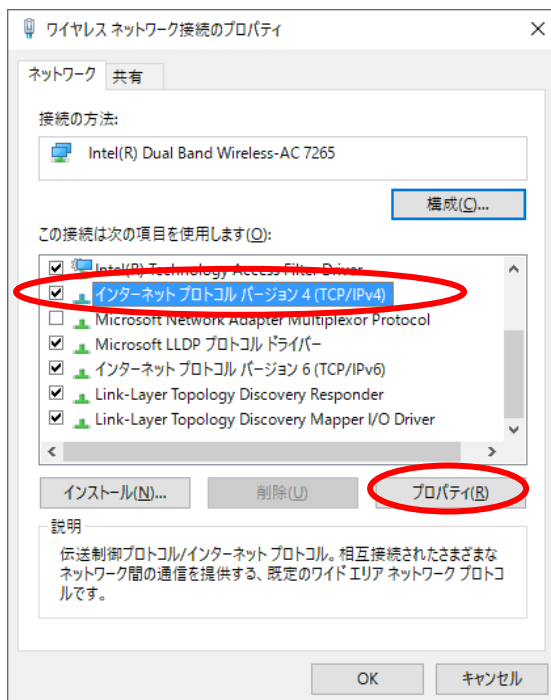 ワイヤレス ネットワーク接続のプロパティ
ネットワーク 共有
接続の方法:
Intel(R) Dual Band Wireless-AC 7265
構成(C)...
この接続は次の項目を使用します(O):
Intel(R) Technology Access Filter Driver
インターネット プロトコル バージョン 4 (TCP/IPv4)
Microsoft Network Adapter Multiplexor Protocol
Microsoft LLDP プロトコル ドライバー
インターネット プロトコル バージョン 6 (TCP/IPv6)
Link-Layer Topology Discovery Responder
Link-Layer Topology Discovery Mapper I/O Driver
インストール(N)... 削除(U) プロパティ(R)
説明
伝送制御プロトコル/インターネット プロトコル。相互接続されたさまざまな
ネットワーク間の通信を提供する、既定のワイド エリア ネットワーク プロトコ
ルです。
OK キャンセル